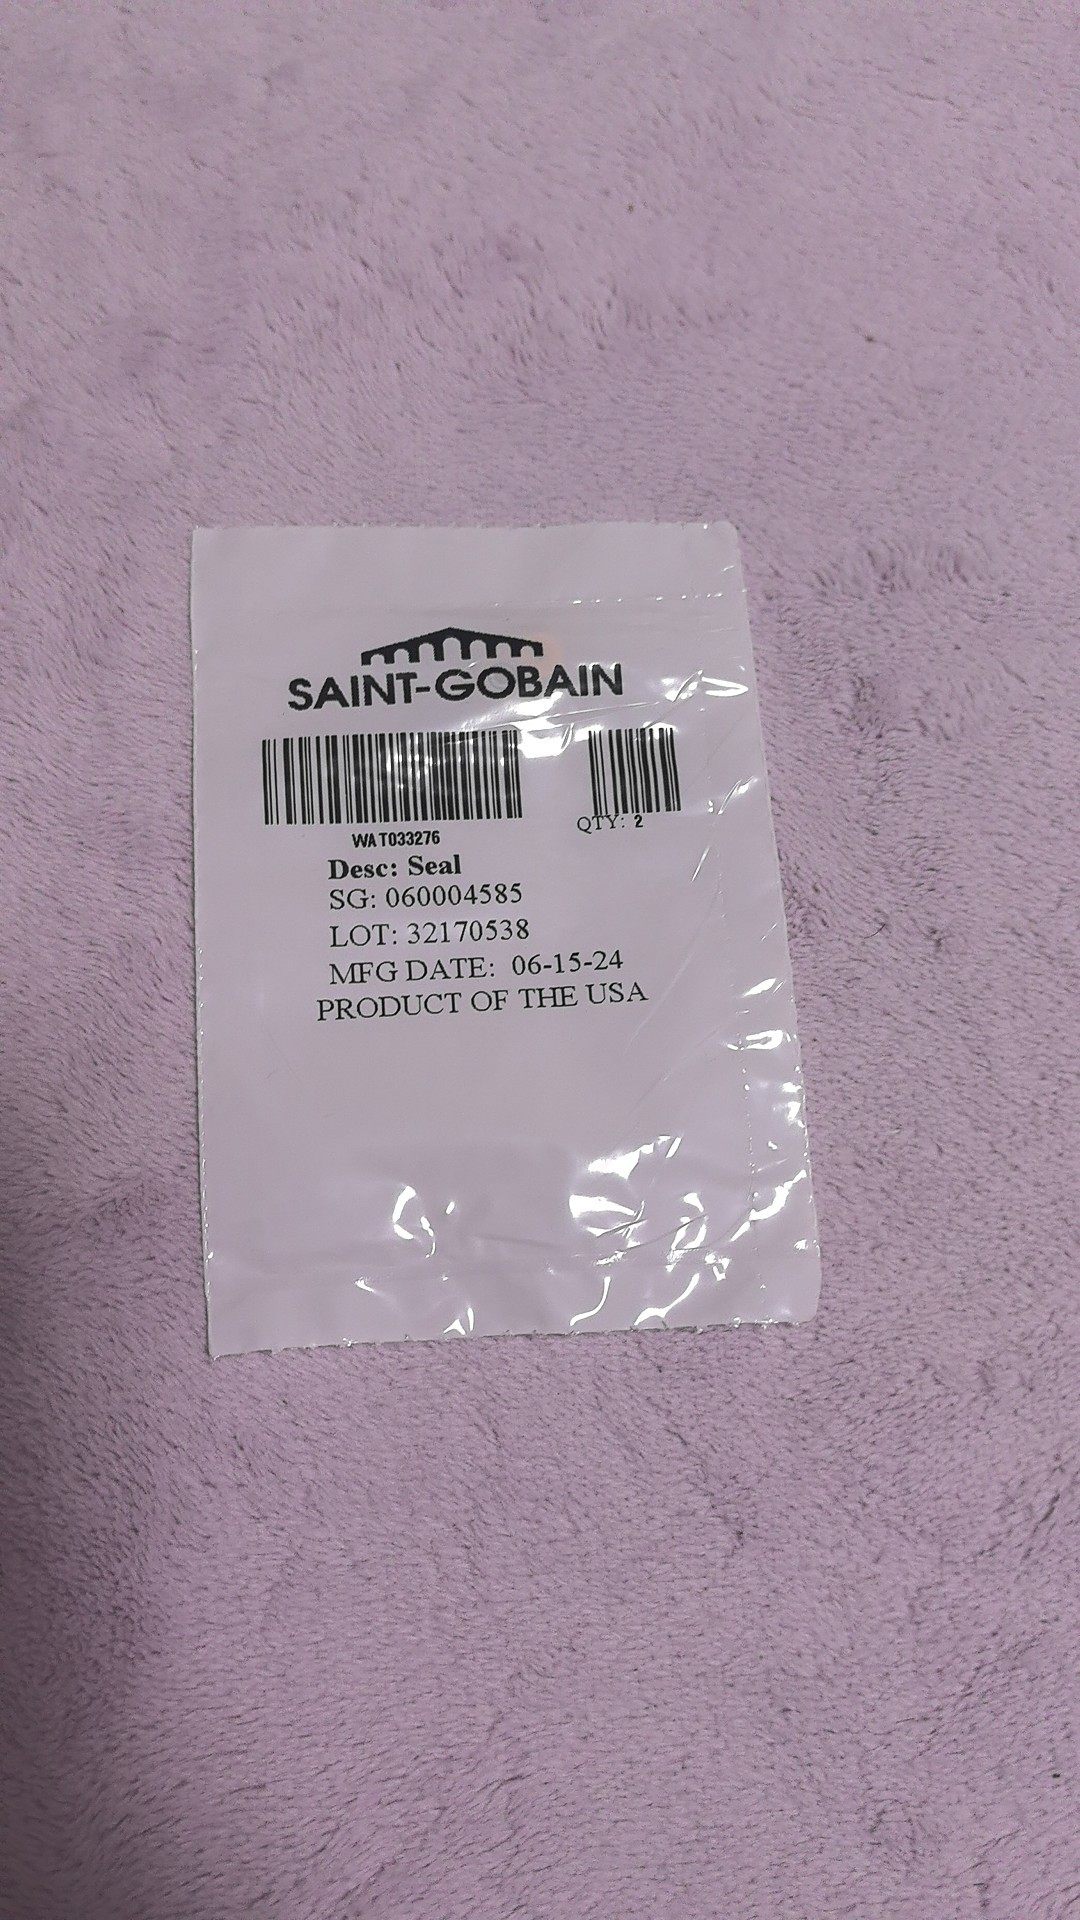 SAINT-GOBAIN
WAT033276
QTY: 2
Desc: Seal
SG: 060004585
LOT: 32170538
MFG DATE: 06-15-24
PRODUCT OF THE USA